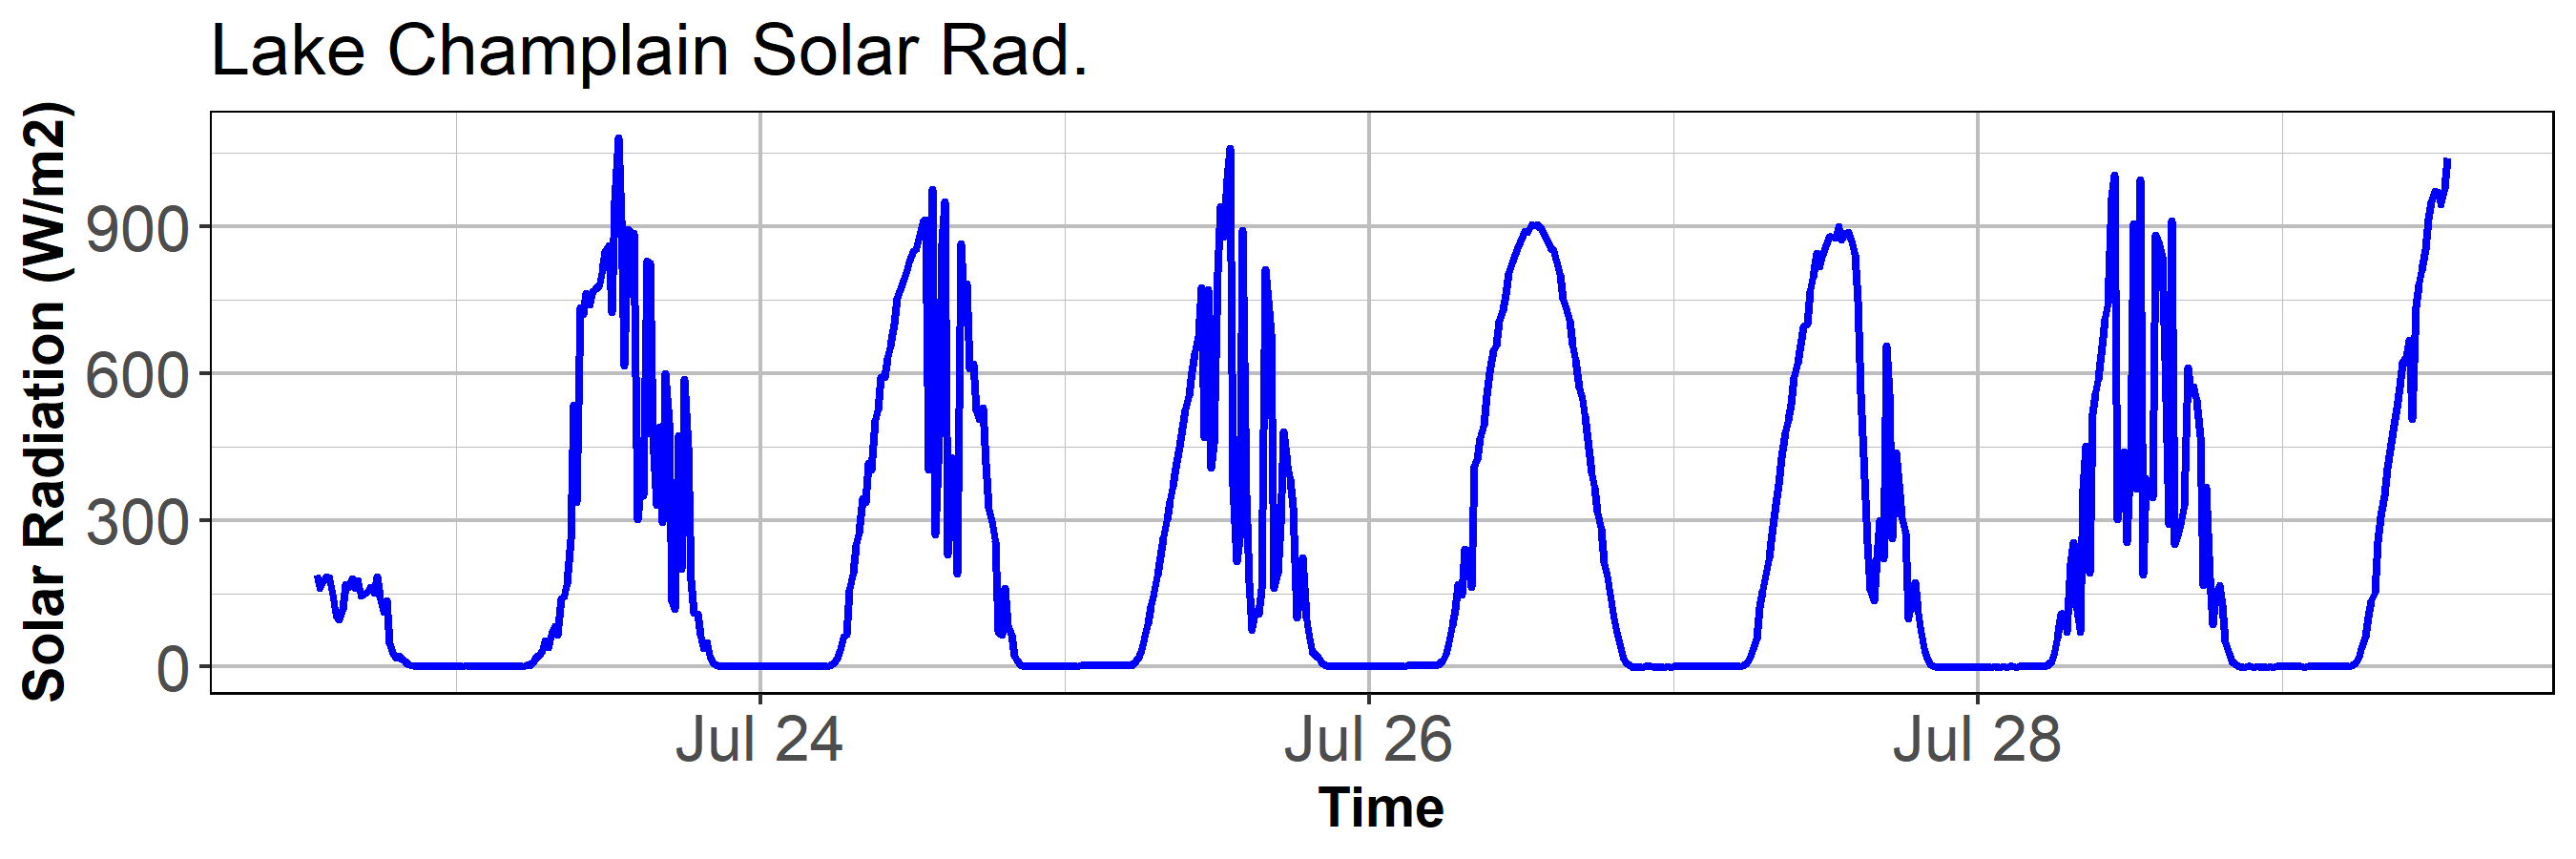 Lake Champlain Solar Rad.
Solar Radiation (W/m2)
900
600
300
0
Jul 24 Jul 26 Jul 28
Time